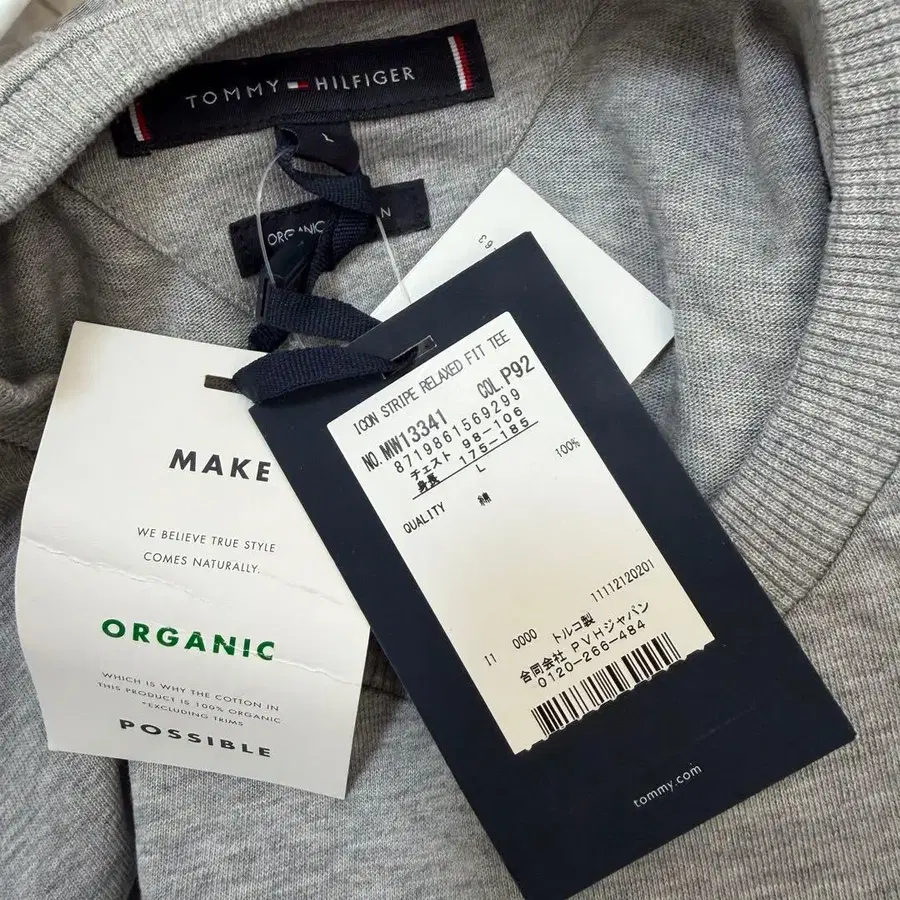 TOMMY HILFIGER
L
ORGANIC
N
63
MAKE
WE BELIEVE TRUE STYLE
COMES NATURALLY.
ORGANIC
WHICH IS WHY THE COTTON IN
THIS PRODUCT IS 100% ORGANIC
*EXCLUDING TRIMS
POSSIBLE
ICON STRIPE RELAXED FIT TEE
NO.MW13341 COL.P92
8719861569299
チェスト 98-106
身長 175-185
L
QUALITY 綿 100%
11112120201
11 0000 トルコ製
合同会社 PVHジャパン
0120-266-484
tommy.com